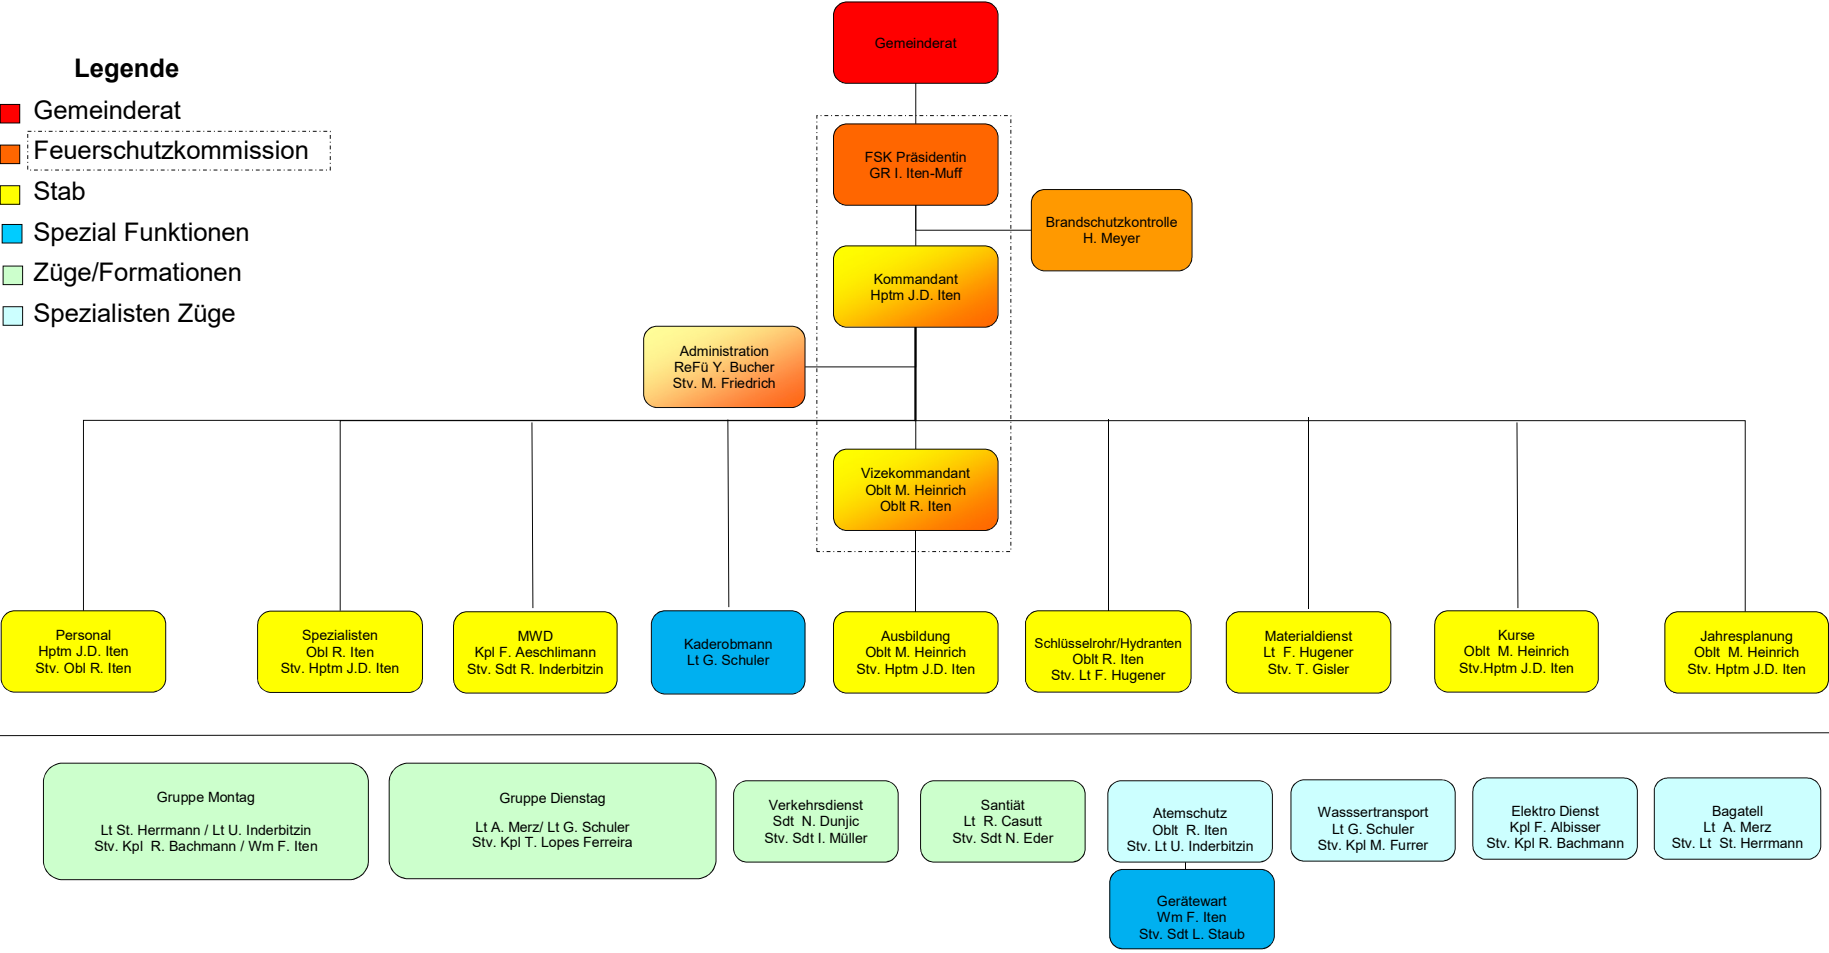 Gemeinderat
Legende
Gemeinderat
Feuerschutzkommission
Stab
Spezial Funktionen
Züge/Formationen
Spezialisten Züge
FSK Präsidentin
GR I. Iten-Muff
Brandschutzkontrolle
H. Meyer
Kommandant
Hptm J.D. Iten
Administration
ReFü Y. Bucher
Stv. M. Friedrich
Vizekommandant
Oblt M. Heinrich
Oblt R. Iten
Personal
Hptm J.D. Iten
Stv. Obl R. Iten
Spezialisten
Obl R. Iten
Stv. Hptm J.D. Iten
MWD
Kpl F. Aeschlimann
Stv. Sdt R. Inderbitzin
Kaderobmann
Lt G. Schuler
Ausbildung
Oblt M. Heinrich
Stv. Hptm J.D. Iten
Schlüsselrohr/Hydranten
Oblt R. Iten
Stv. Lt F. Hugener
Materialdienst
Lt F. Hugener
Stv. T. Gisler
Kurse
Oblt M. Heinrich
Stv.Hptm J.D. Iten
Jahresplanung
Oblt M. Heinrich
Stv. Hptm J.D. Iten
Gruppe Montag
Lt St. Herrmann / Lt U. Inderbitzin
Stv. Kpl R. Bachmann / Wm F. Iten
Gruppe Dienstag
Lt A. Merz/ Lt G. Schuler
Stv. Kpl T. Lopes Ferreira
Verkehrsdienst
Sdt N. Dunjic
Stv. Sdt I. Müller
Santiät
Lt R. Casutt
Stv. Sdt N. Eder
Atemschutz
Oblt R. Iten
Stv. Lt U. Inderbitzin
Wasssertransport
Lt G. Schuler
Stv. Kpl M. Furrer
Elektro Dienst
Kpl F. Albisser
Stv. Kpl R. Bachmann
Bagatell
Lt A. Merz
Stv. Lt St. Herrmann
Gerätewart
Wm F. Iten
Stv. Sdt L. Staub